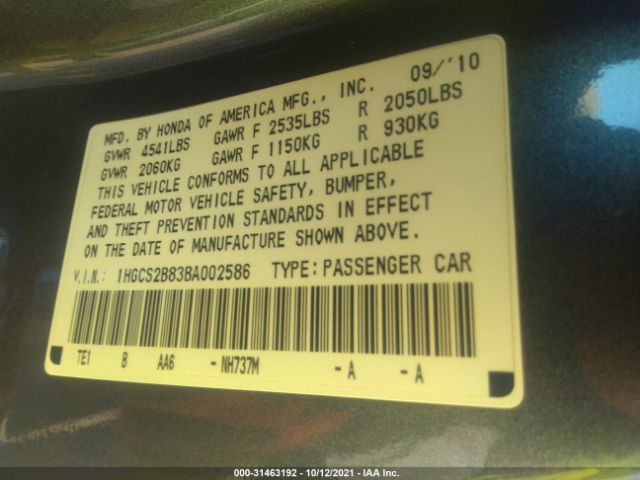 MFD. BY HONDA OF AMERICA MFG., INC. 09/'10
GVWR 4541LBS GAWR F 2535LBS R 2050LBS
GVWR 2060KG GAWR F 1150KG R 930KG
THIS VEHICLE CONFORMS TO ALL APPLICABLE
FEDERAL MOTOR VEHICLE SAFETY, BUMPER,
AND THEFT PREVENTION STANDARDS IN EFFECT
ON THE DATE OF MANUFACTURE SHOWN ABOVE.
V.I.N.: 1HGCS2B83BA002586 TYPE: PASSENGER CAR
TE1 B AA6 - NH737M - A - A
000-31463192 - 10/12/2021 - IAA Inc.